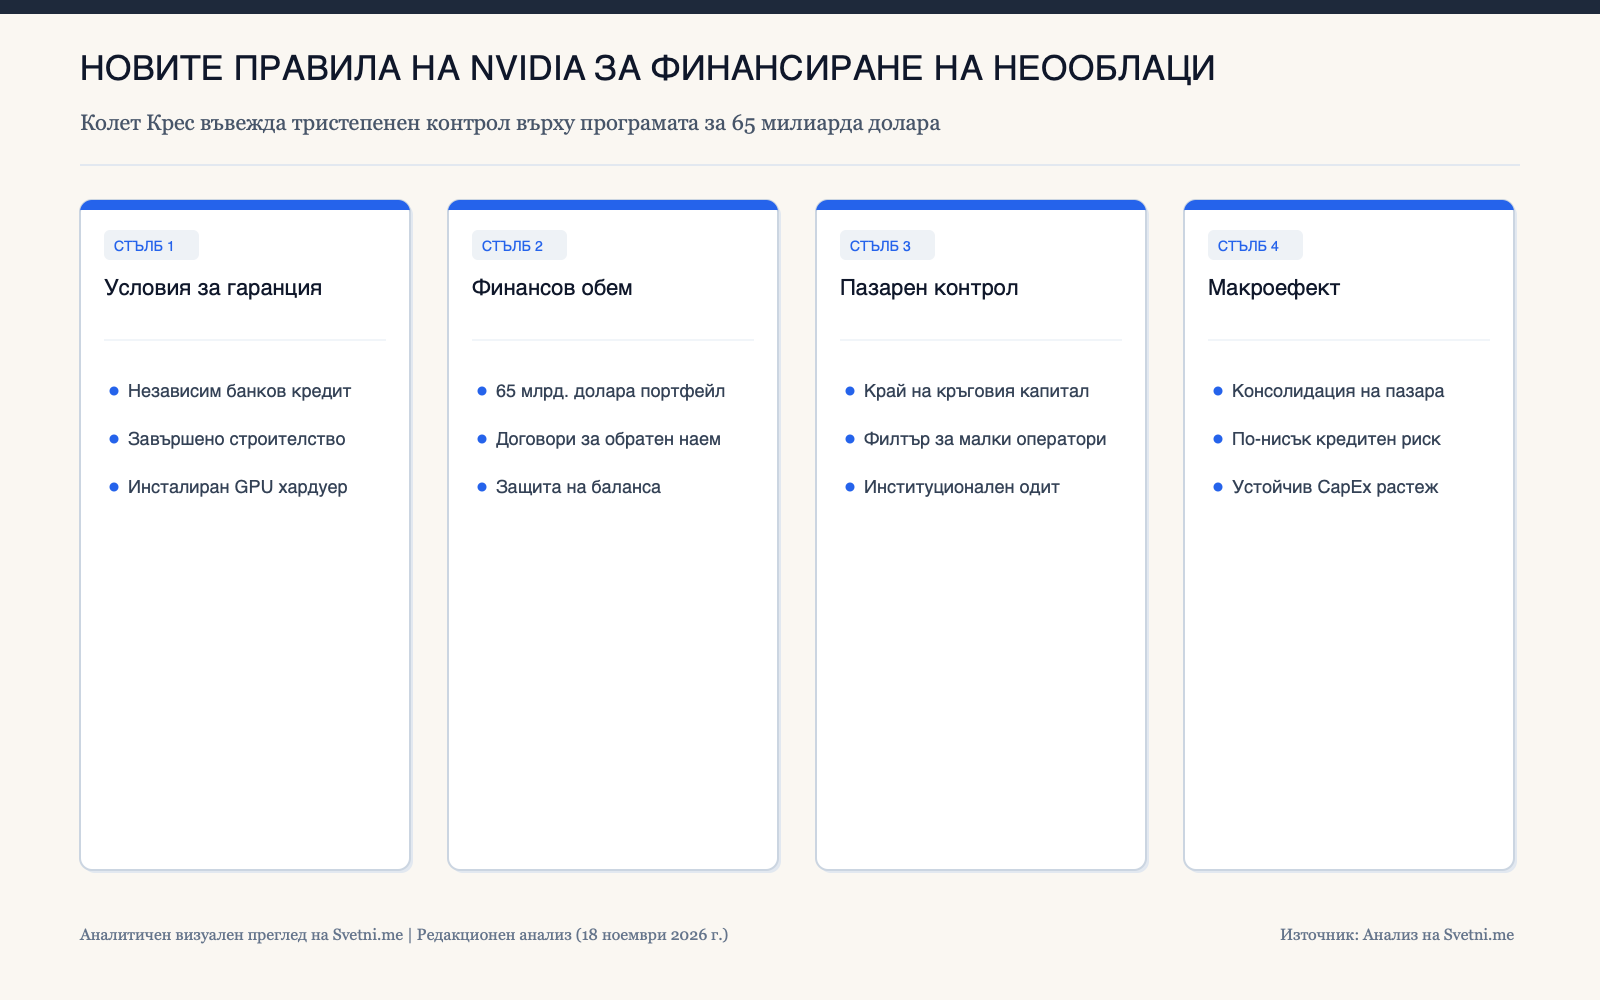 НОВИТЕ ПРАВИЛА НА NVIDIA ЗА ФИНАНСИРАНЕ НА НЕООБЛАЦИ
Колет Крес въвежда тристепенен контрол върху програмата за 65 милиарда долара
СТЪЛБ 1
Условия за гаранция
Независим банков кредит
Завършено строителство
Инсталиран GPU хардуер
СТЪЛБ 2
Финансов обем
65 млрд. долара портфейл
Договори за обратен наем
Защита на баланса
СТЪЛБ 3
Пазарен контрол
Край на кръговия капитал
Филтър за малки оператори
Институционален одит
СТЪЛБ 4
Макроефект
Консолидация на пазара
По-нисък кредитен риск
Устойчив CapEx растеж
Аналитичен визуален преглед на Svetni.me | Редакционен анализ (18 ноември 2026 г.)
Източник: Анализ на Svetni.me